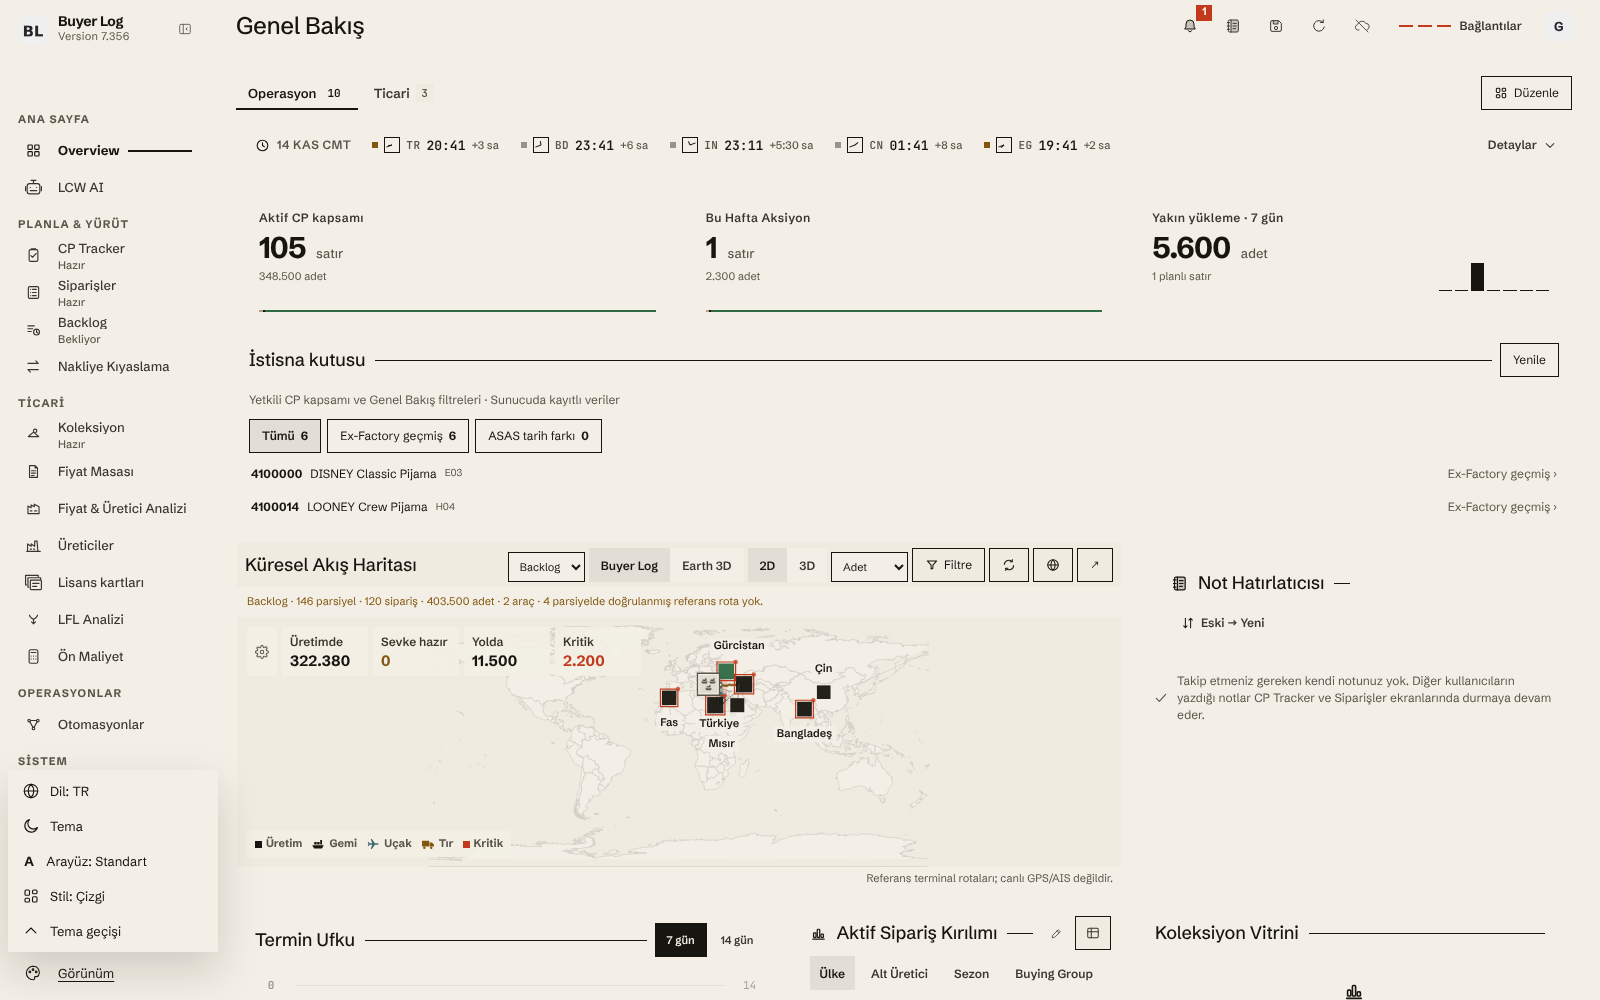 BL
Buyer Log
Version 7.356
Genel Bakış
1
Bağlantılar
G
ANA SAYFA
Overview
LCW AI
PLANLA & YÜRÜT
CP Tracker
Hazır
Siparişler
Hazır
Backlog
Bekliyor
Nakliye Kıyaslama
TİCARİ
Koleksiyon
Hazır
Fiyat Masası
Fiyat & Üretici Analizi
Üreticiler
Lisans kartları
LFL Analizi
Ön Maliyet
OPERASYONLAR
Otomasyonlar
SİSTEM
Dil: TR
Tema
A Arayüz: Standart
Stil: Çizgi
Tema geçişi
Görünüm
Operasyon 10
Ticari 3
Düzenle
14 KAS CMT
TR 20:41 +3 sa
BD 23:41 +6 sa
IN 23:11 +5:30 sa
CN 01:41 +8 sa
EG 19:41 +2 sa
Detaylar
Aktif CP kapsamı
105 satır
348.500 adet
Bu Hafta Aksiyon
1 satır
2.300 adet
Yakın yükleme · 7 gün
5.600 adet
1 planlı satır
İstisna kutusu
Yenile
Yetkili CP kapsamı ve Genel Bakış filtreleri · Sunucuda kayıtlı veriler
Tümü 6
Ex-Factory geçmiş 6
ASAS tarih farkı 0
4100000 DISNEY Classic Pijama E03
Ex-Factory geçmiş ›
4100014 LOONEY Crew Pijama H04
Ex-Factory geçmiş ›
Küresel Akış Haritası
Backlog
Buyer Log
Earth 3D
2D
3D
Adet
Filtre
Backlog · 146 parsiyel · 120 sipariş · 403.500 adet · 2 araç · 4 parsiyelde doğrulanmış referans rota yok.
Üretimde
322.380
Sevke hazır
0
Yolda
11.500
Kritik
2.200
Gürcistan
Çin
Fas
Türkiye
Mısır
Bangladeş
Üretim
Gemi
Uçak
Tır
Kritik
Referans terminal rotaları; canlı GPS/AIS değildir.
Not Hatırlatıcısı
Eski → Yeni
Takip etmeniz gereken kendi notunuz yok. Diğer kullanıcıların
yazdığı notlar CP Tracker ve Siparişler ekranlarında durmaya devam
eder.
Termin Ufku
7 gün
14 gün
0
14
Aktif Sipariş Kırılımı
Ülke
Alt Üretici
Sezon
Buying Group
Koleksiyon Vitrini